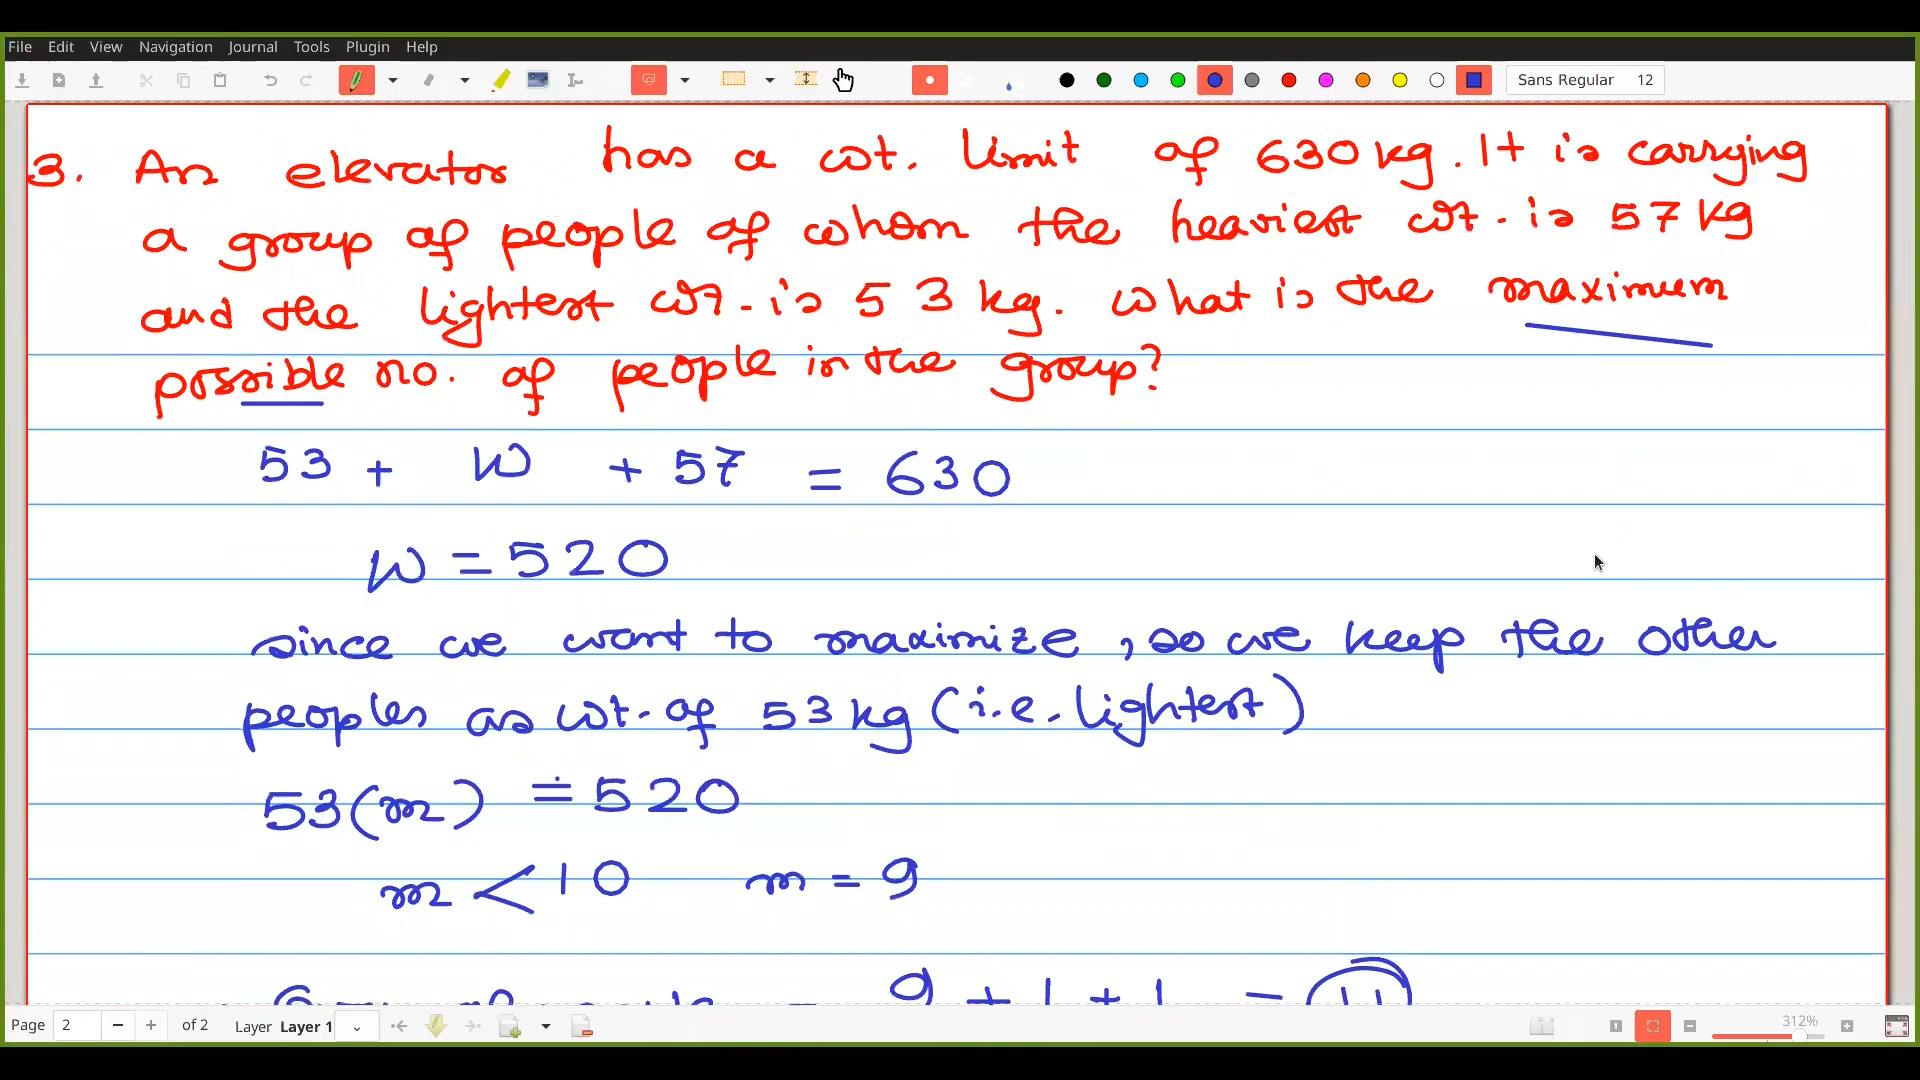 File Edit View Navigation Journal Tools Plugin Help
Sans Regular 12
3. An elevator has a wt. limit of 630 kg. It is carrying
a group of people of whom the heaviest wt. is 57 kg
and the lightest wt. is 53 kg. What is the maximum
possible no. of people in the group?
53 + W + 57 = 630
W = 520
since we want to maximize, so we keep the other
peoples as wt. of 53 kg (i.e. lightest)
53(m) ≐ 520
m < 10 m = 9
= 9 + 1 + 1 = 11
Page 2 of 2 Layer Layer 1 312%